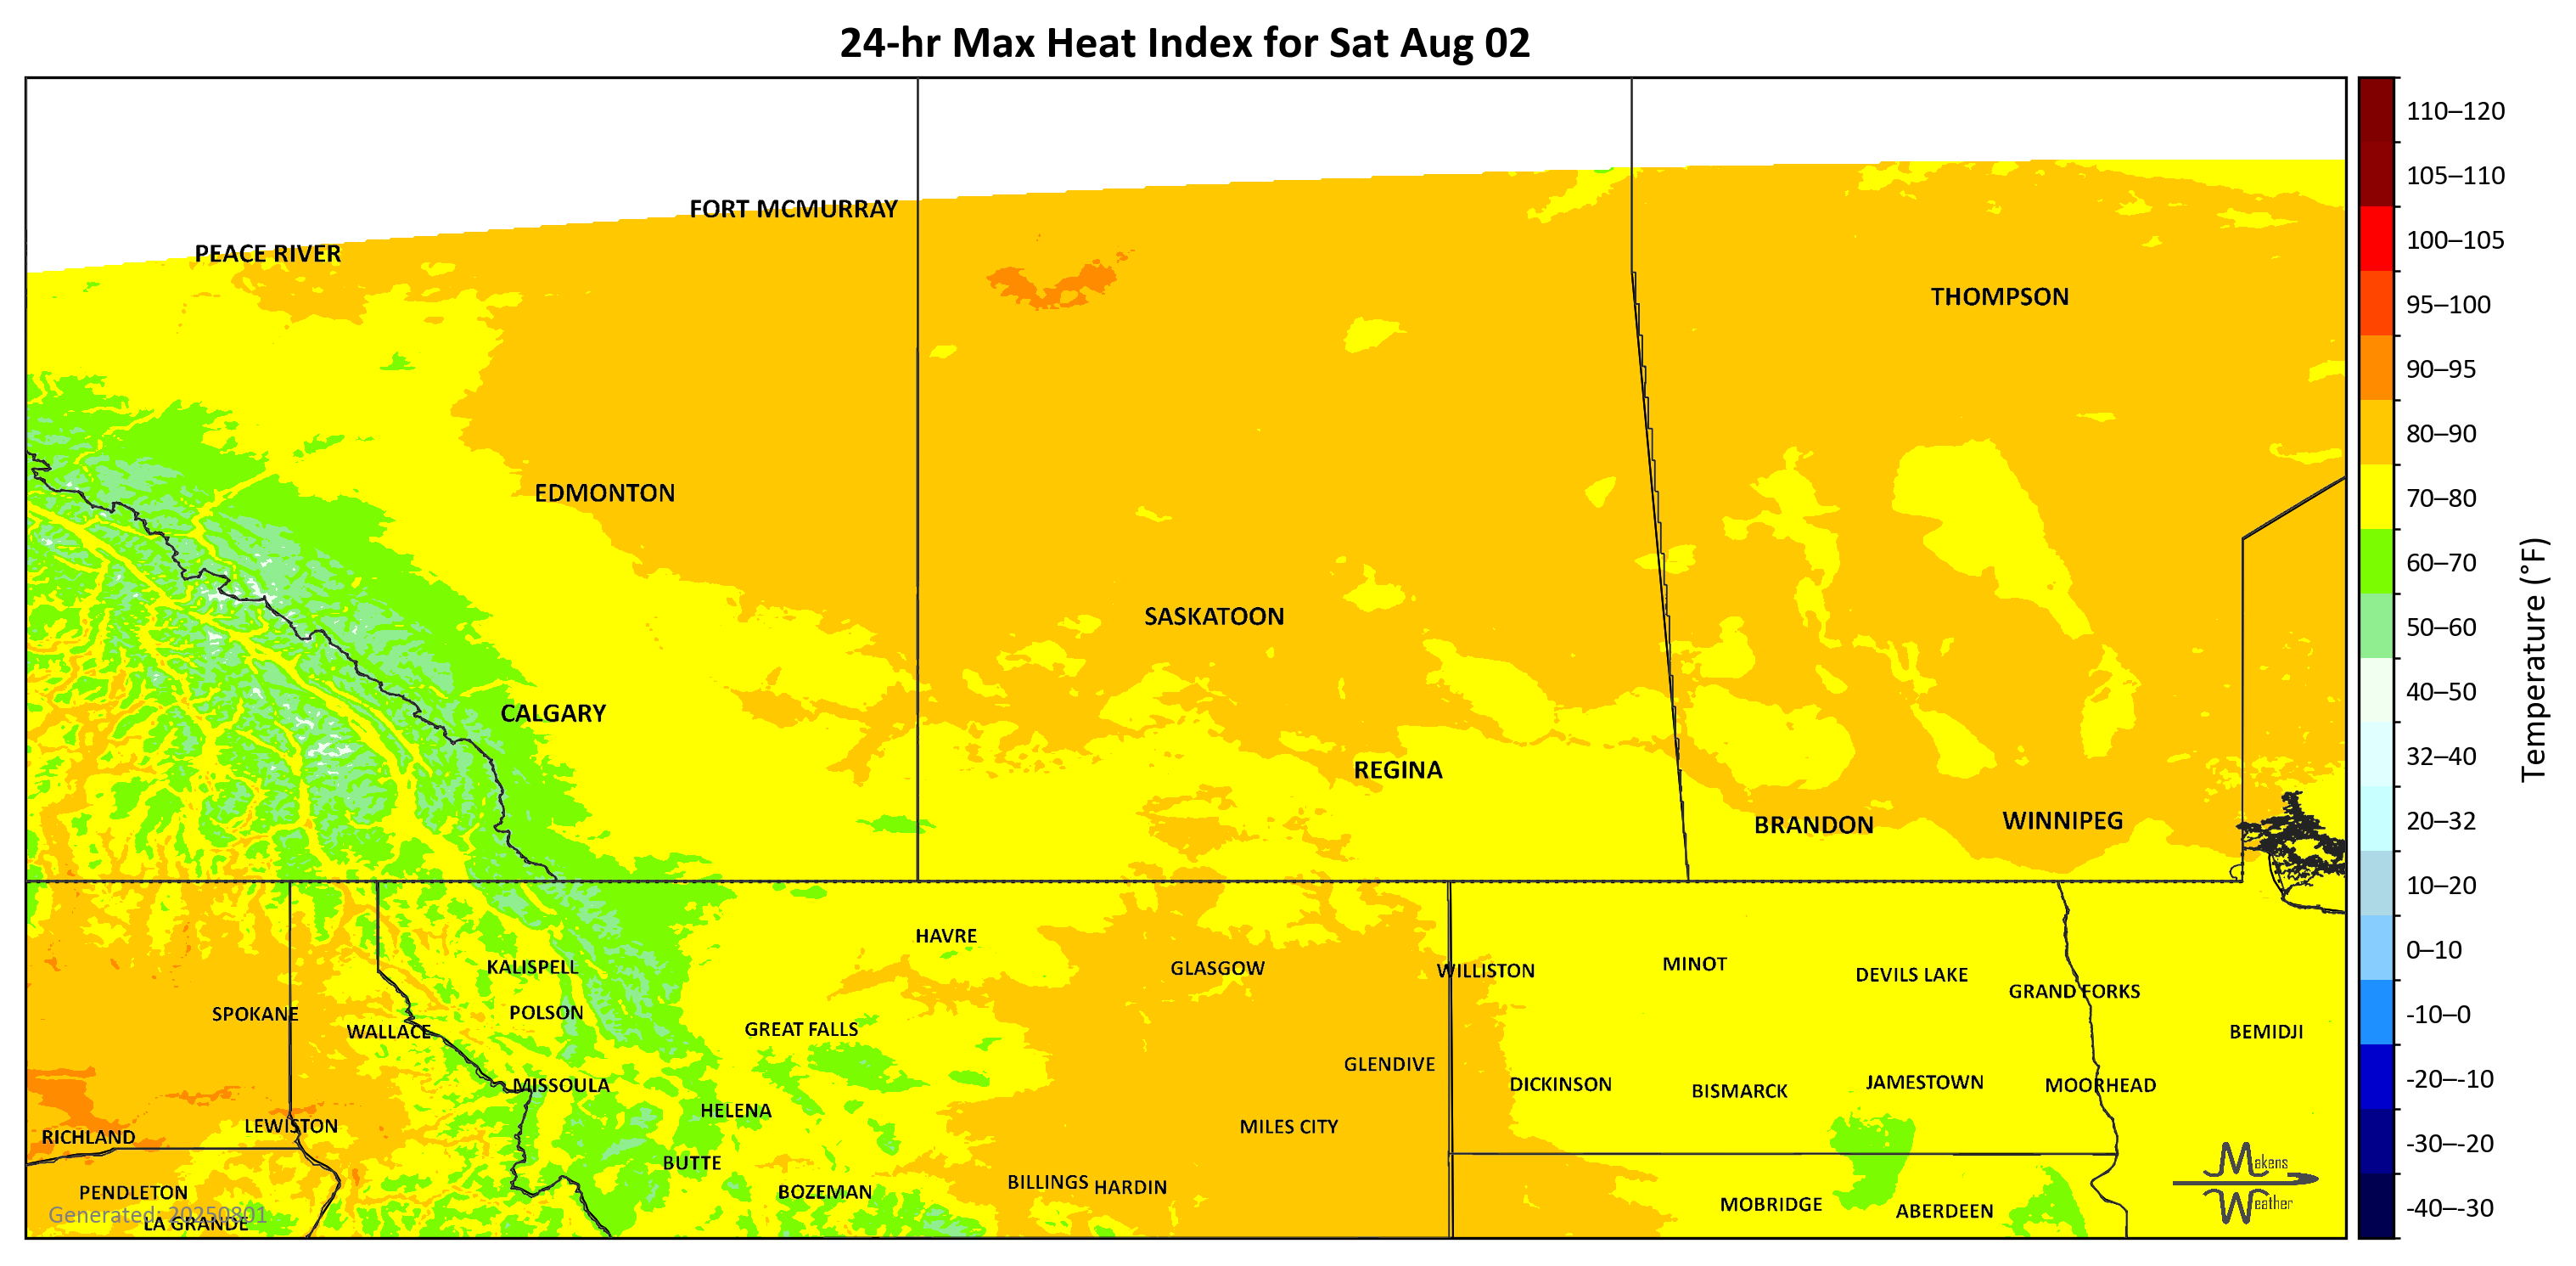 24-hr Max Heat Index for Sat Aug 02
110–120
105–110
100–105
95–100
90–95
80–90
70–80
60–70
50–60
40–50
32–40
20–32
10–20
0–10
-10–0
-20–-10
-30–-20
-40–-30
Temperature (°F)
FORT MCMURRAY
PEACE RIVER
THOMPSON
EDMONTON
SASKATOON
CALGARY
REGINA
BRANDON
WINNIPEG
HAVRE
KALISPELL
GLASGOW
WILLISTON
MINOT
DEVILS LAKE
GRAND FORKS
SPOKANE
POLSON
WALLACE
GREAT FALLS
BEMIDJI
GLENDIVE
MISSOULA
DICKINSON
BISMARCK
JAMESTOWN
MOORHEAD
HELENA
LEWISTON
MILES CITY
RICHLAND
BUTTE
BILLINGS
HARDIN
PENDLETON
BOZEMAN
MOBRIDGE
ABERDEEN
LA GRANDE
Generated: 20250801
Makens
Weather